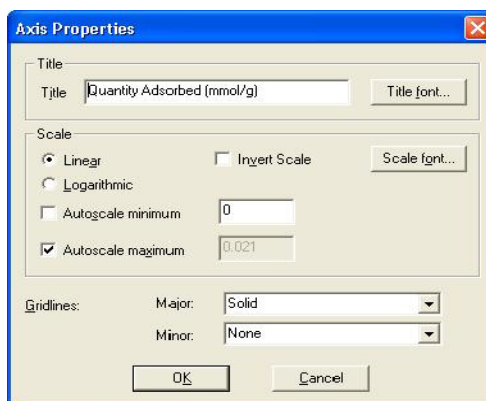 Axis Properties
Title
Title Quantity Adsorbed (mmol/g) Title font...
Scale
Linear Invert Scale Scale font...
Logarithmic
Autoscale minimum 0
Autoscale maximum 0.021
Gridlines: Major: Solid
Minor: None
OK Cancel